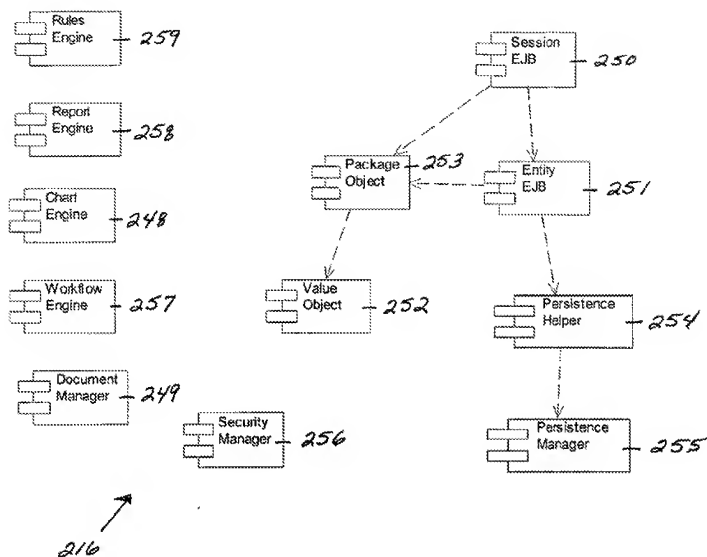 Rules
Engine
259
Session
EJB
250
Report
Engine
258
Package
Object
253
Entity
EJB
251
Chart
Engine
248
Workflow
Engine
257
Value
Object
252
Persistence
Helper
254
Document
Manager
249
Security
Manager
256
Persistence
Manager
255
216